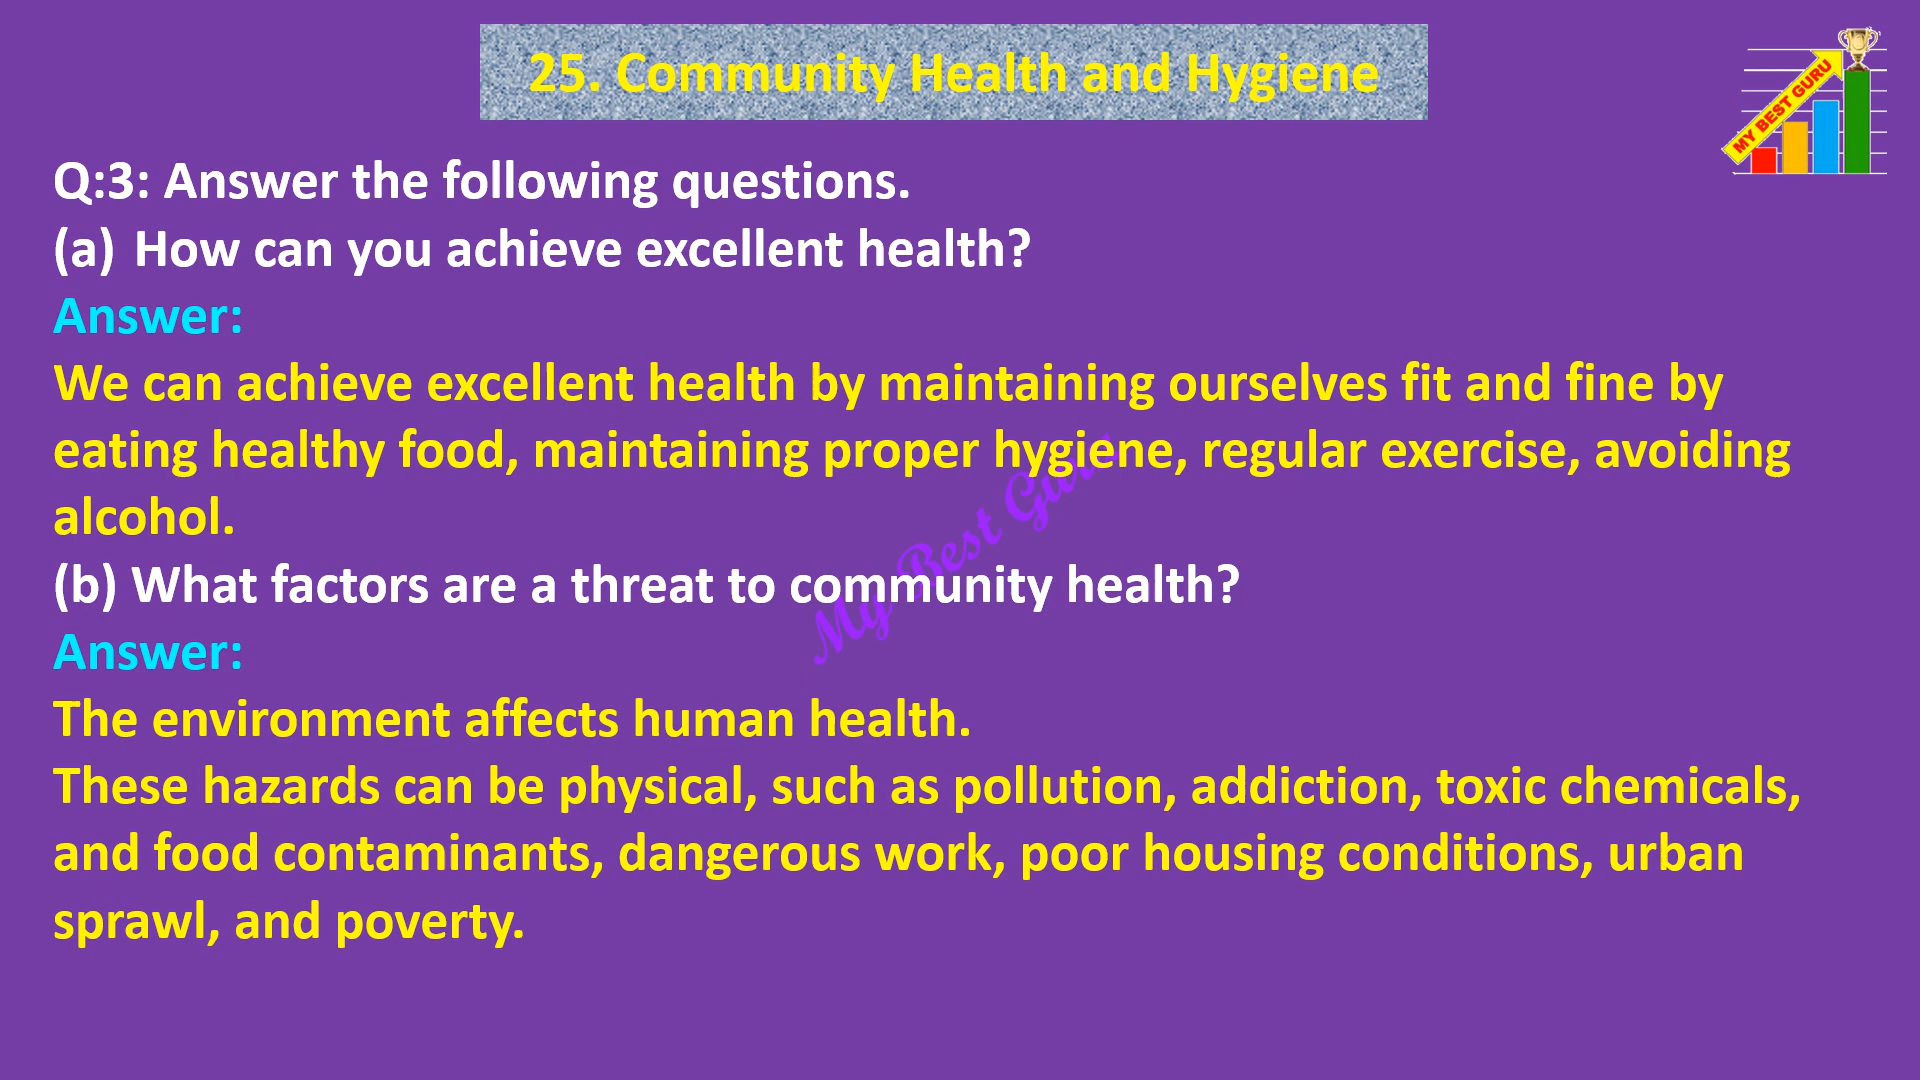 25. Community Health and Hygiene
MY BEST GURU
Q:3: Answer the following questions.
(a) How can you achieve excellent health?
Answer:
We can achieve excellent health by maintaining ourselves fit and fine by
eating healthy food, maintaining proper hygiene, regular exercise, avoiding
alcohol.
(b) What factors are a threat to community health?
Answer:
The environment affects human health.
These hazards can be physical, such as pollution, addiction, toxic chemicals,
and food contaminants, dangerous work, poor housing conditions, urban
sprawl, and poverty.
My Best Guru